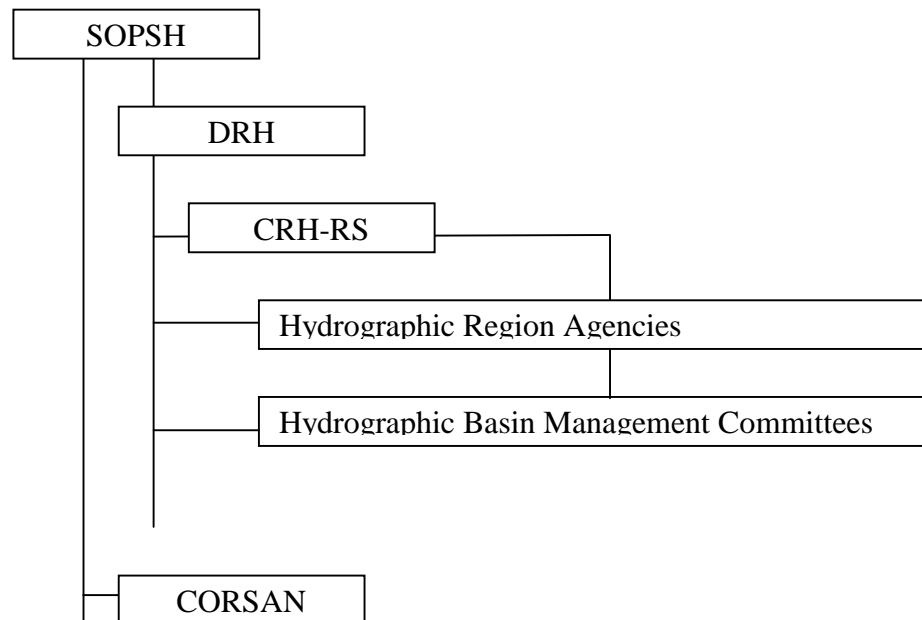 SOPSH
DRH
CRH-RS
Hydrographic Region Agencies
Hydrographic Basin Management Committees
CORSAN